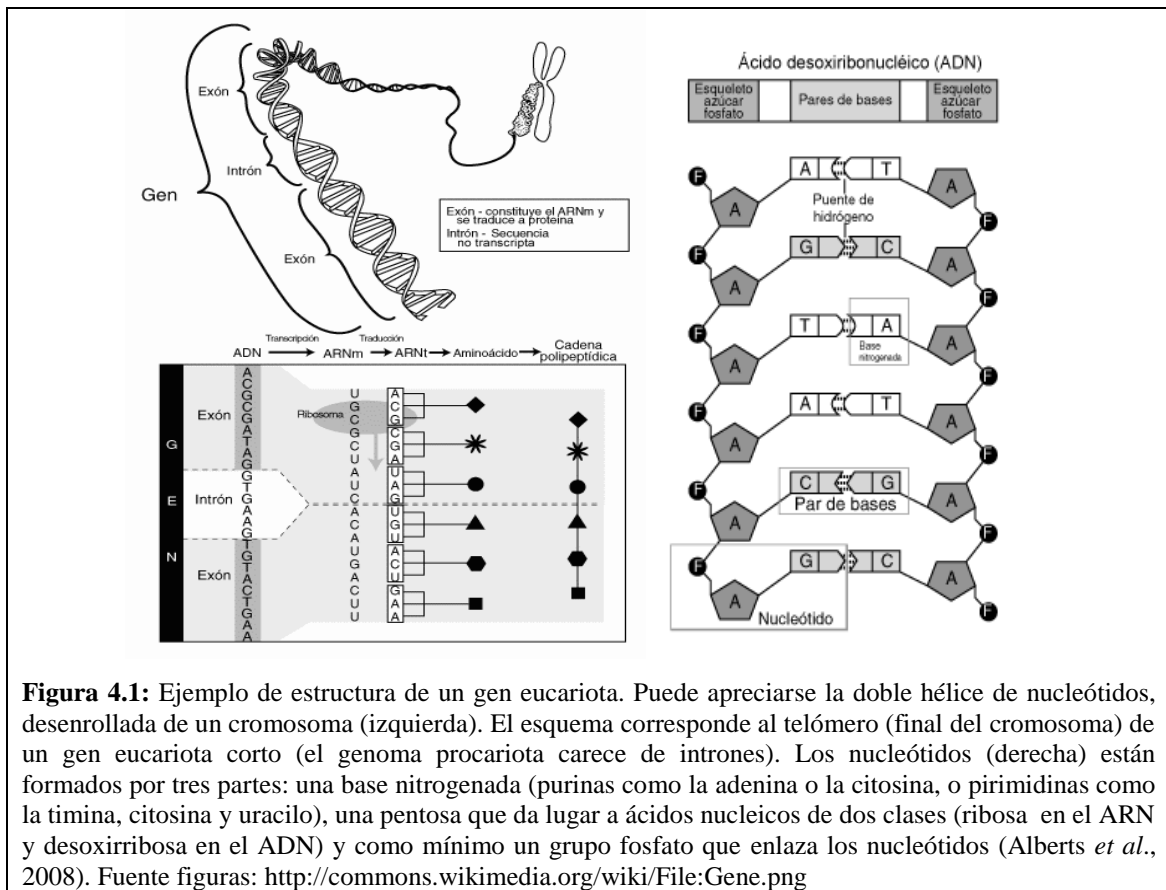 Exón
Intrón
Gen
Exón
Exón - constituye el ARNm y
se traduce a proteína
Intrón - Secuencia
no transcripta
Transcripción
Traducción
ADN
ARNm
ARNt
Aminoácido
Cadena
polipeptídica
G E N
Exón
Intrón
Exón
ACGCGATAGGTGAAGTGTACTGAA
UGCGCUAUCACAUGACUU
Ribosoma
ACG
CGA
UAG
UGU
ACU
GAA
Ácido desoxiribonucléico (ADN)
Esqueleto
azúcar
fosfato
Pares de bases
Esqueleto
azúcar
fosfato
F A A T A F
Puente de
hidrógeno
F A G C A F
F A T A A F
Base
nitrogenada
F A A T A F
F A C G A F
Par de bases
F A G C A F
Nucleótido
Figura 4.1: Ejemplo de estructura de un gen eucariota. Puede apreciarse la doble hélice de nucleótidos,
desenrollada de un cromosoma (izquierda). El esquema corresponde al telómero (final del cromosoma) de
un gen eucariota corto (el genoma procariota carece de intrones). Los nucleótidos (derecha) están
formados por tres partes: una base nitrogenada (purinas como la adenina o la citosina, o pirimidinas como
la timina, citosina y uracilo), una pentosa que da lugar a ácidos nucleicos de dos clases (ribosa en el ARN
y desoxirribosa en el ADN) y como mínimo un grupo fosfato que enlaza los nucleótidos (Alberts et al.,
2008). Fuente figuras: http://commons.wikimedia.org/wiki/File:Gene.png